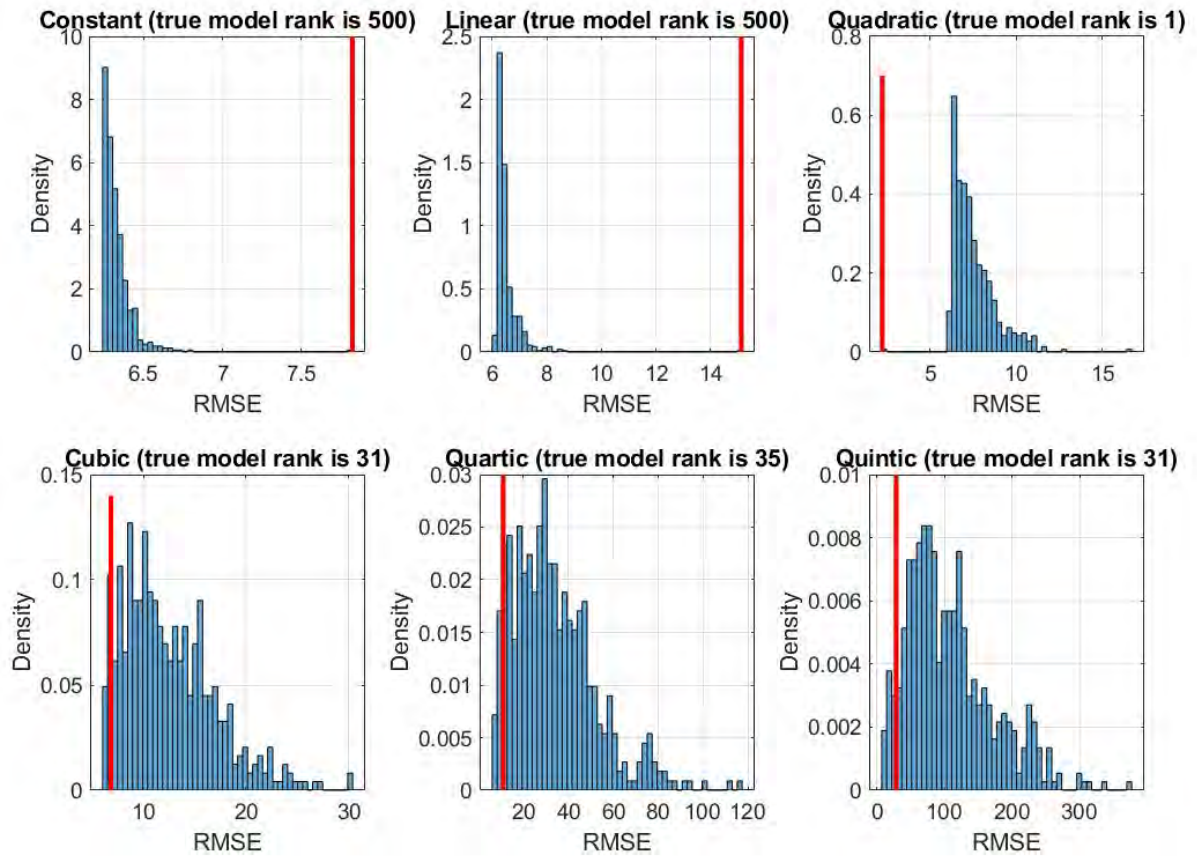 Constant (true model rank is 500)
10
8
6
4
2
0
Density
6.5 7 7.5
RMSE
Linear (true model rank is 500)
2.5
2
1.5
1
0.5
0
Density
6 8 10 12 14
RMSE
Quadratic (true model rank is 1)
0.8
0.6
0.4
0.2
0
Density
5 10 15
RMSE
Cubic (true model rank is 31)
0.15
0.1
0.05
0
Density
10 20 30
RMSE
Quartic (true model rank is 35)
0.03
0.025
0.02
0.015
0.01
0.005
0
Density
20 40 60 80 100 120
RMSE
Quintic (true model rank is 31)
0.01
0.008
0.006
0.004
0.002
0
Density
0 100 200 300
RMSE